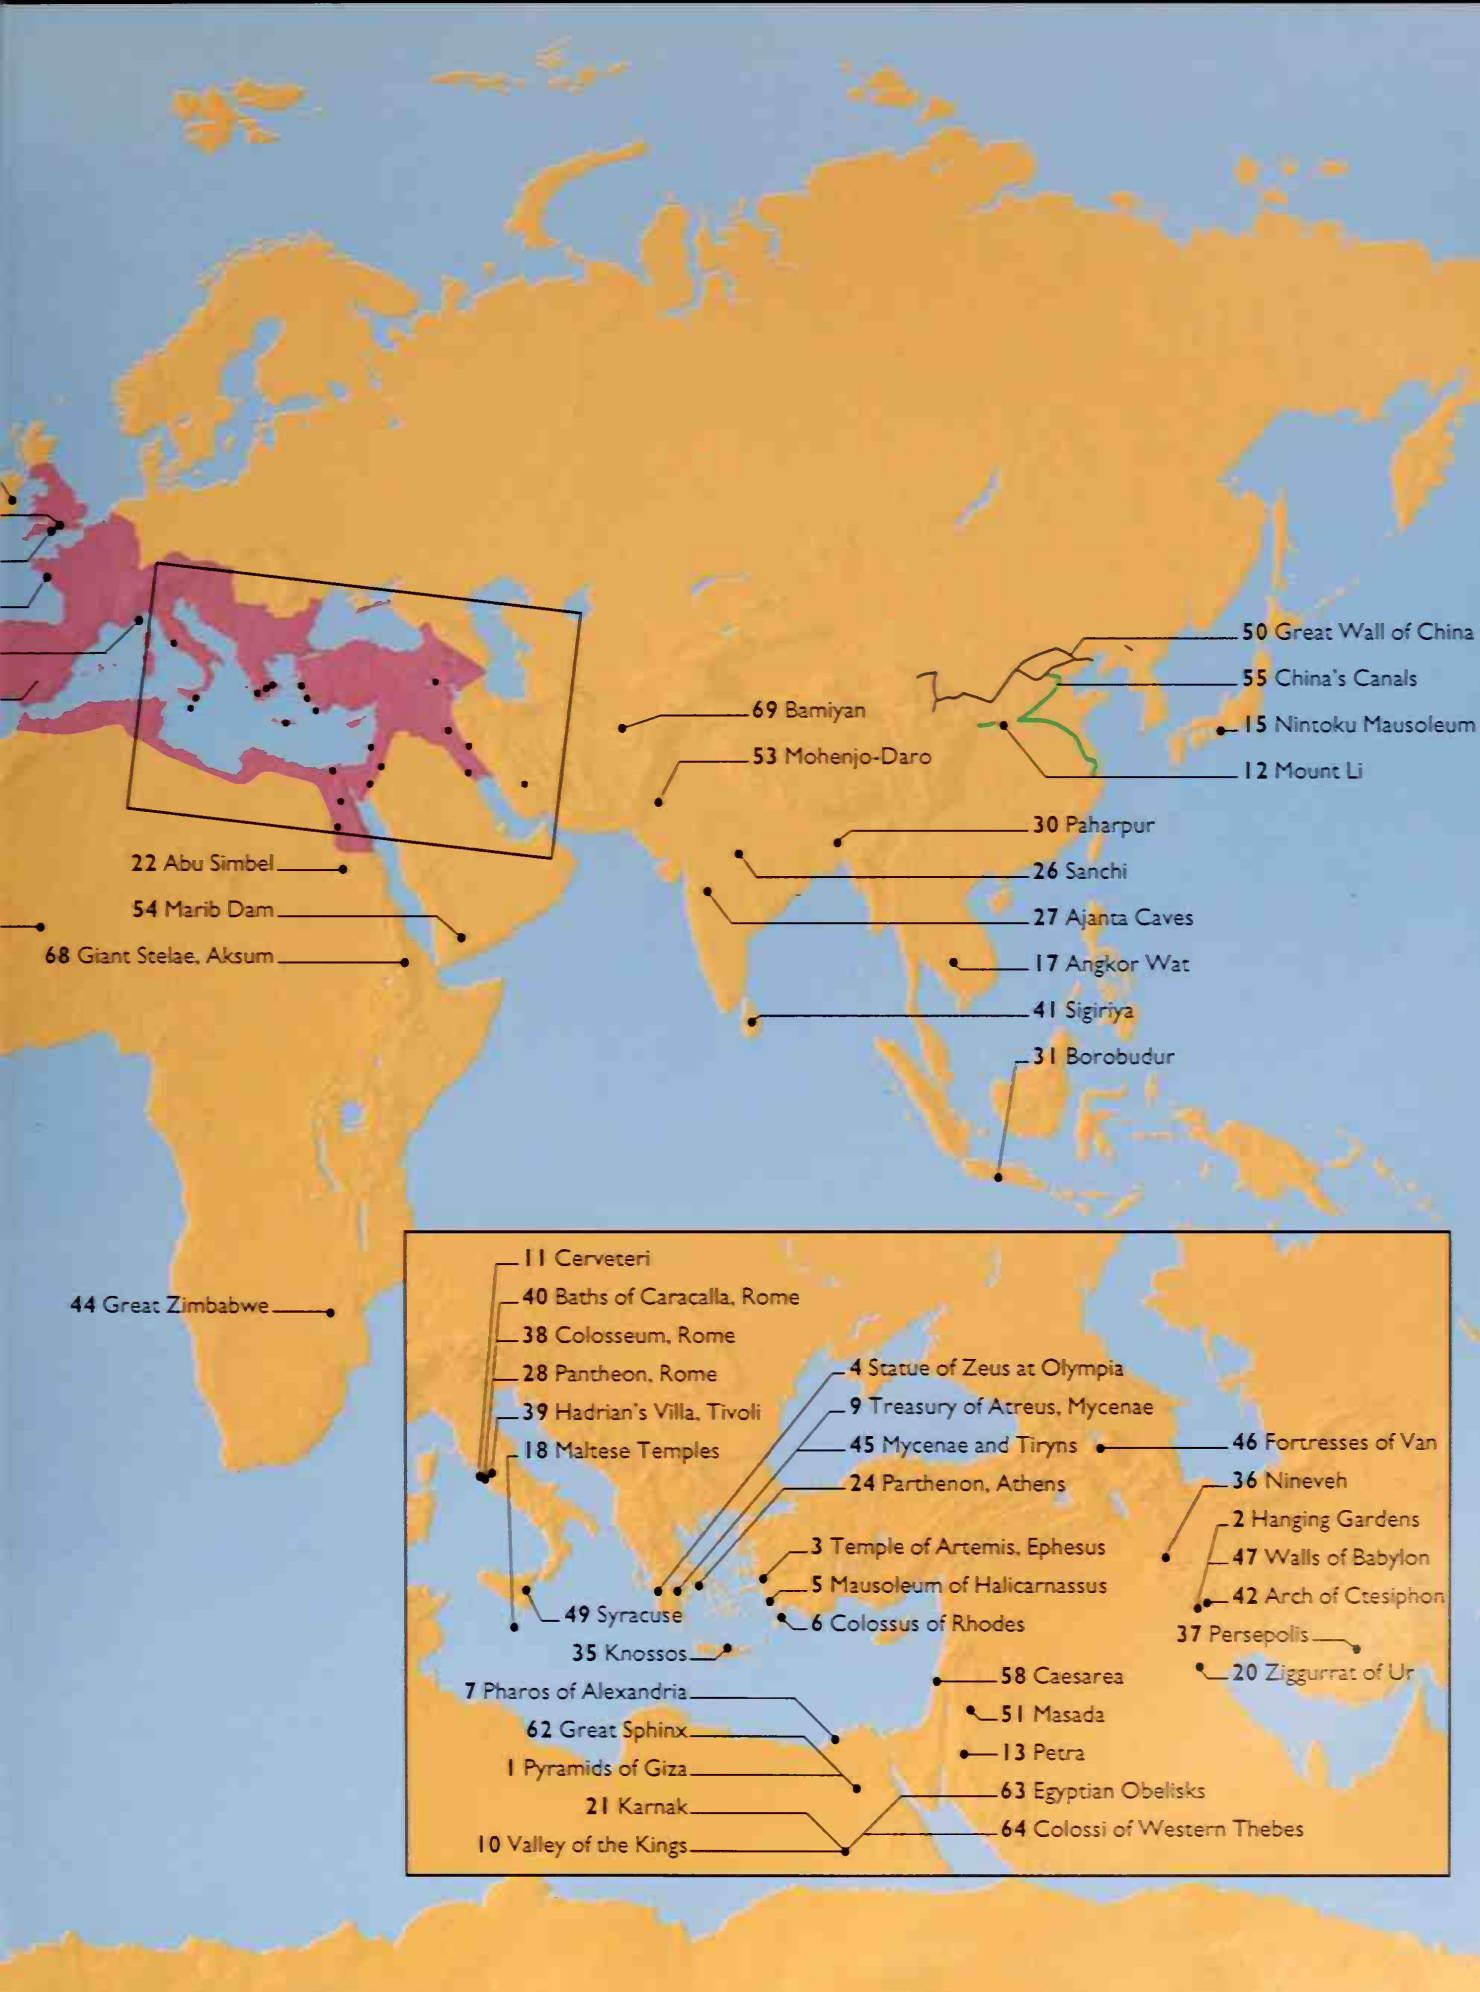 50 Great Wall of China
55 China's Canals
69 Bamiyan
15 Nintoku Mausoleum
53 Mohenjo-Daro
12 Mount Li
30 Paharpur
22 Abu Simbel
26 Sanchi
54 Marib Dam
27 Ajanta Caves
68 Giant Stelae, Aksum
17 Angkor Wat
41 Sigiriya
31 Borobudur
44 Great Zimbabwe
11 Cerveteri
40 Baths of Caracalla, Rome
38 Colosseum, Rome
28 Pantheon, Rome
39 Hadrian's Villa, Tivoli
18 Maltese Temples
4 Statue of Zeus at Olympia
9 Treasury of Atreus, Mycenae
45 Mycenae and Tiryns
24 Parthenon, Athens
46 Fortresses of Van
36 Nineveh
2 Hanging Gardens
47 Walls of Babylon
42 Arch of Ctesiphon
37 Persepolis
20 Ziggurrat of Ur
3 Temple of Artemis, Ephesus
5 Mausoleum of Halicarnassus
6 Colossus of Rhodes
49 Syracuse
35 Knossos
7 Pharos of Alexandria
62 Great Sphinx
1 Pyramids of Giza
21 Karnak
10 Valley of the Kings
58 Caesarea
51 Masada
13 Petra
63 Egyptian Obelisks
64 Colossi of Western Thebes